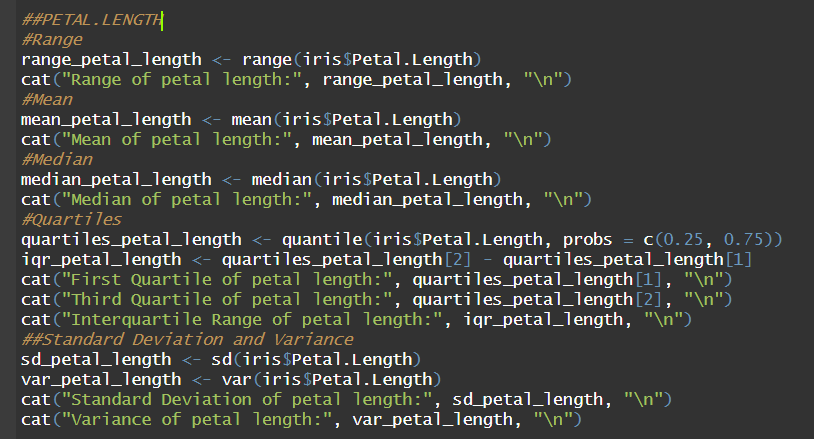 ##PETAL.LENGTH
#Range
range_petal_length <- range(iris$Petal.Length)
cat("Range of petal length:", range_petal_length, "\n")
#Mean
mean_petal_length <- mean(iris$Petal.Length)
cat("Mean of petal length:", mean_petal_length, "\n")
#Median
median_petal_length <- median(iris$Petal.Length)
cat("Median of petal length:", median_petal_length, "\n")
#Quartiles
quartiles_petal_length <- quantile(iris$Petal.Length, probs = c(0.25, 0.75))
iqr_petal_length <- quartiles_petal_length[2] - quartiles_petal_length[1]
cat("First Quartile of petal length:", quartiles_petal_length[1], "\n")
cat("Third Quartile of petal length:", quartiles_petal_length[2], "\n")
cat("Interquartile Range of petal length:", iqr_petal_length, "\n")
##Standard Deviation and Variance
sd_petal_length <- sd(iris$Petal.Length)
var_petal_length <- var(iris$Petal.Length)
cat("Standard Deviation of petal length:", sd_petal_length, "\n")
cat("Variance of petal length:", var_petal_length, "\n")